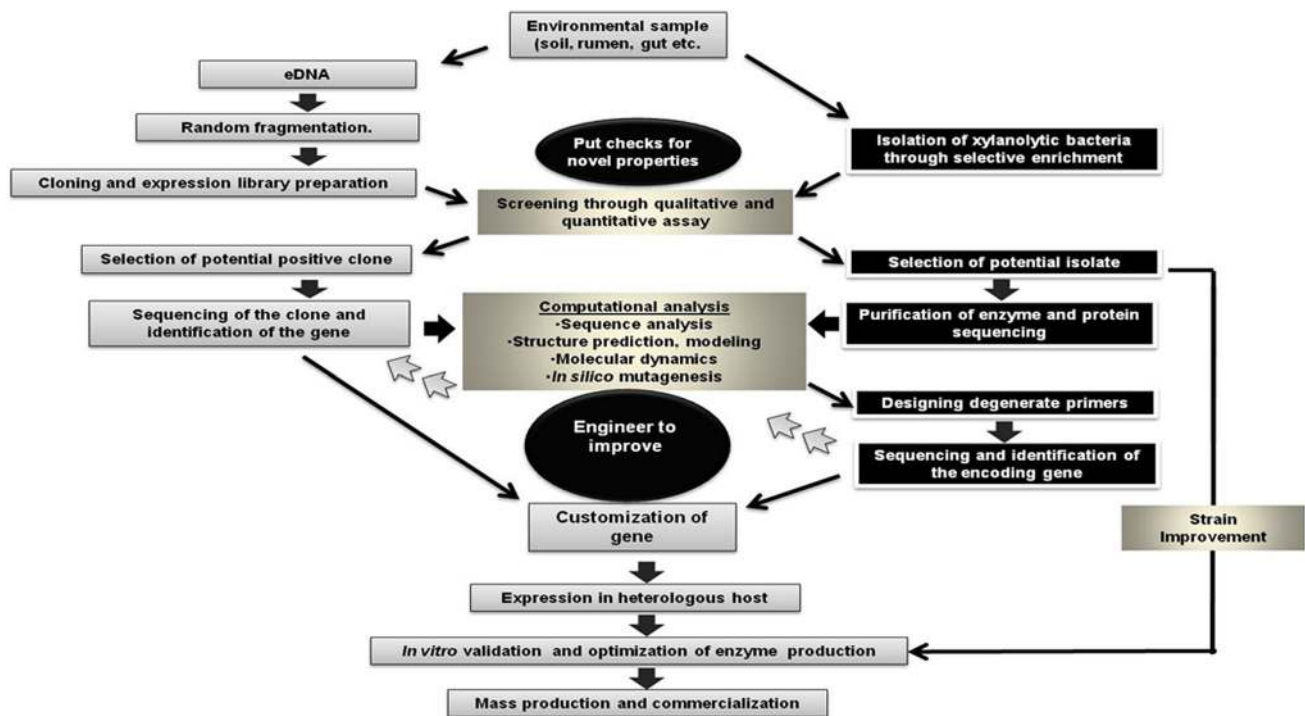 Environmental sample
(soil, rumen, gut etc.
eDNA
Random fragmentation.
Cloning and expression library preparation
Put checks for
novel properties
Isolation of xylanolytic bacteria
through selective enrichment
Screening through qualitative and
quantitative assay
Selection of potential positive clone
Selection of potential isolate
Sequencing of the clone and
identification of the gene
Computational analysis
·Sequence analysis
·Structure prediction, modeling
·Molecular dynamics
·In silico mutagenesis
Purification of enzyme and protein
sequencing
Designing degenerate primers
Engineer to
improve
Sequencing and identification of
the encoding gene
Customization of
gene
Strain
Improvement
Expression in heterologous host
In vitro validation and optimization of enzyme production
Mass production and commercialization